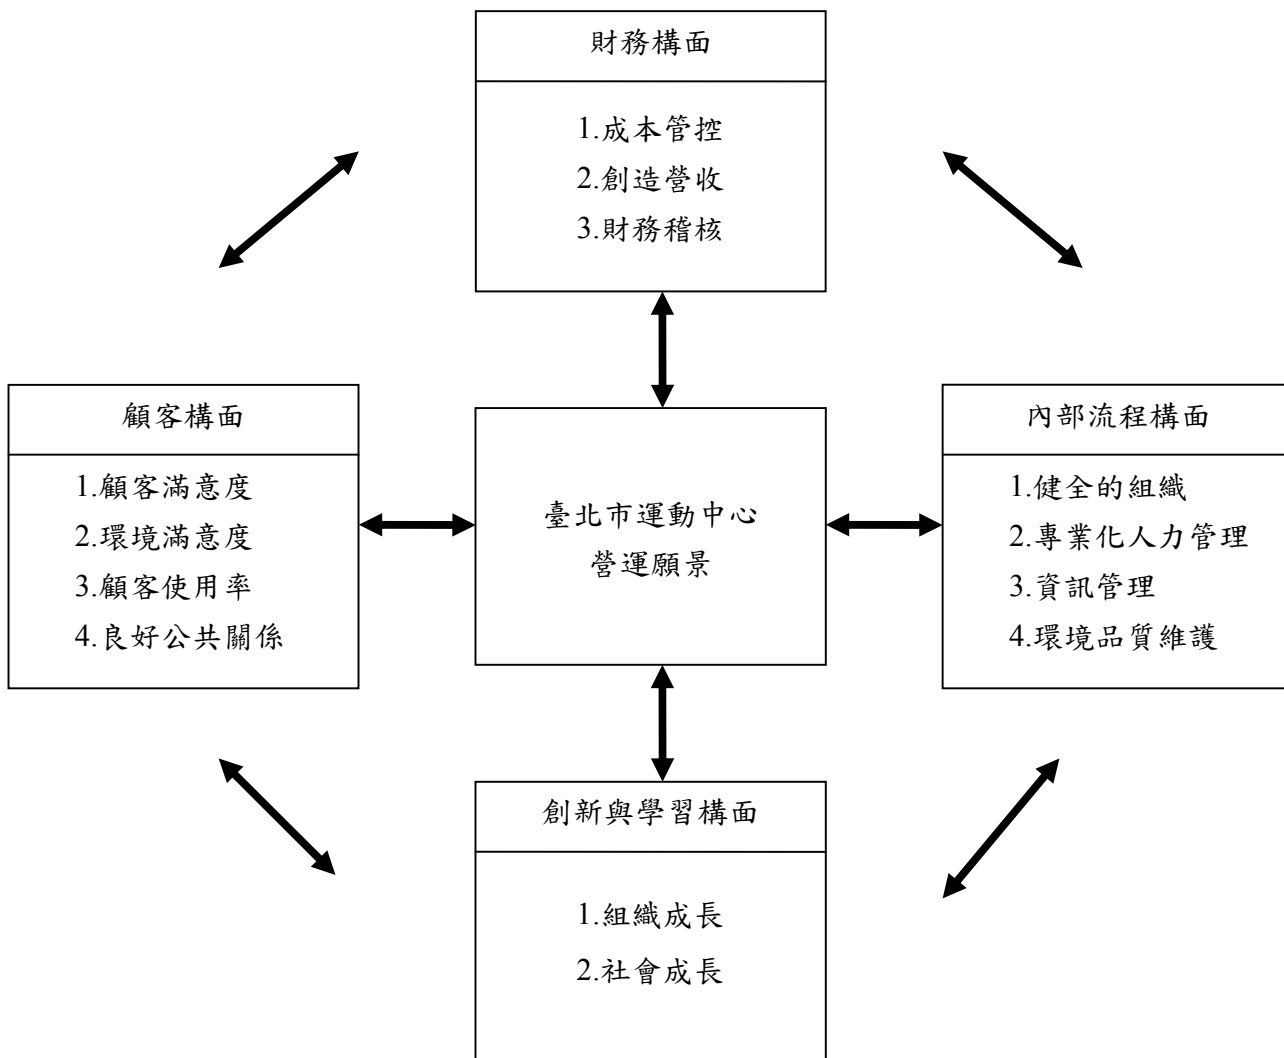 財務構面
1.成本管控
2.創造營收
3.財務稽核
顧客構面
1.顧客滿意度
2.環境滿意度
3.顧客使用率
4.良好公共關係
臺北市運動中心
營運願景
內部流程構面
1.健全的組織
2.專業化人力管理
3.資訊管理
4.環境品質維護
創新與學習構面
1.組織成長
2.社會成長